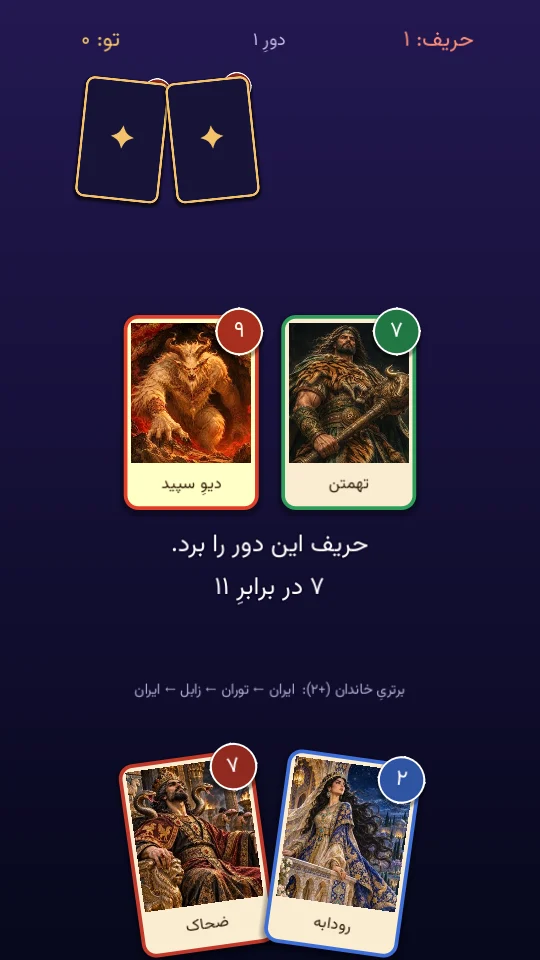 حریف: ۱
دورِ ۱
تو: ۰
۷
تهمتن
۹
دیوِ سپید
حریف این دور را برد.
۷ در برابرِ ۱۱
برتریِ خاندان (+۲): ایران ← توران ← زابل ← ایران
۲
رودابه
۷
ضحاک